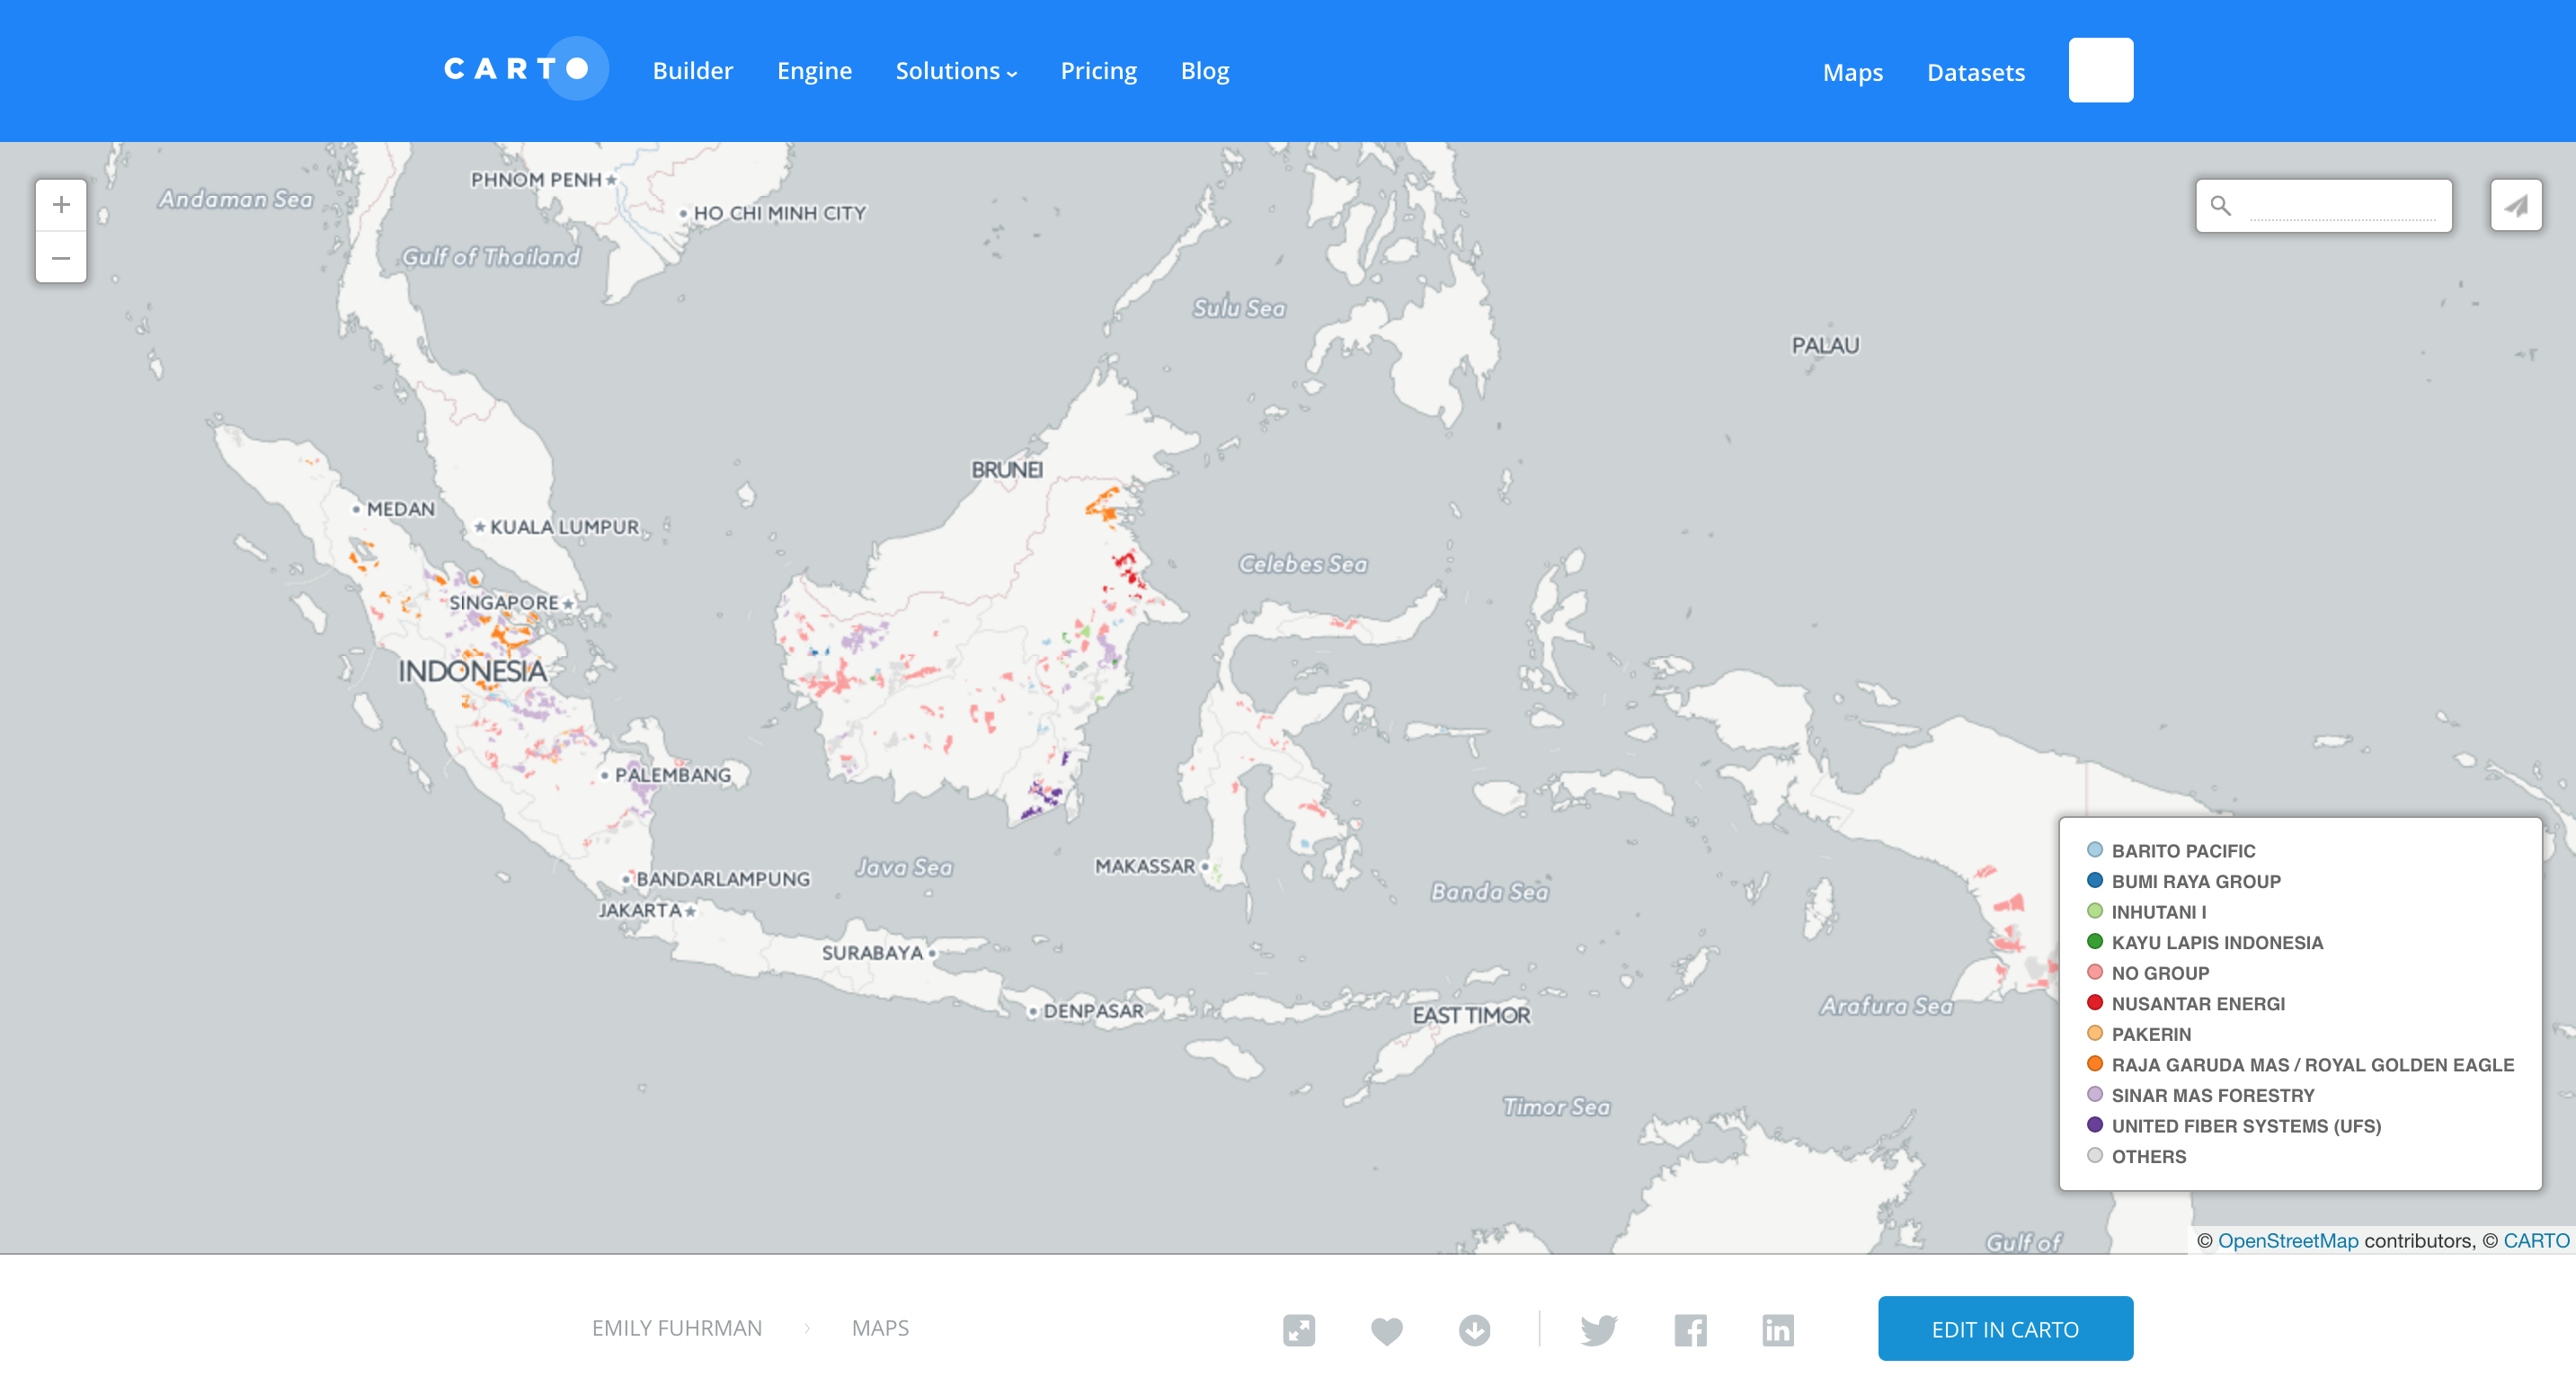 CARTO
Builder
Engine
Solutions
Pricing
Blog
Maps
Datasets
+
−
Andaman Sea
PHNOM PENH
HO CHI MINH CITY
Gulf of Thailand
Sulu Sea
PALAU
BRUNEI
MEDAN
KUALA LUMPUR
Celebes Sea
SINGAPORE
INDONESIA
PALEMBANG
MAKASSAR
Java Sea
BANDARLAMPUNG
Banda Sea
JAKARTA
SURABAYA
DENPASAR
EAST TIMOR
Arafura Sea
Timor Sea
Gulf of
BARITO PACIFIC
BUMI RAYA GROUP
INHUTANI I
KAYU LAPIS INDONESIA
NO GROUP
NUSANTAR ENERGI
PAKERIN
RAJA GARUDA MAS / ROYAL GOLDEN EAGLE
SINAR MAS FORESTRY
UNITED FIBER SYSTEMS (UFS)
OTHERS
© OpenStreetMap contributors, © CARTO
EMILY FUHRMAN
MAPS
EDIT IN CARTO